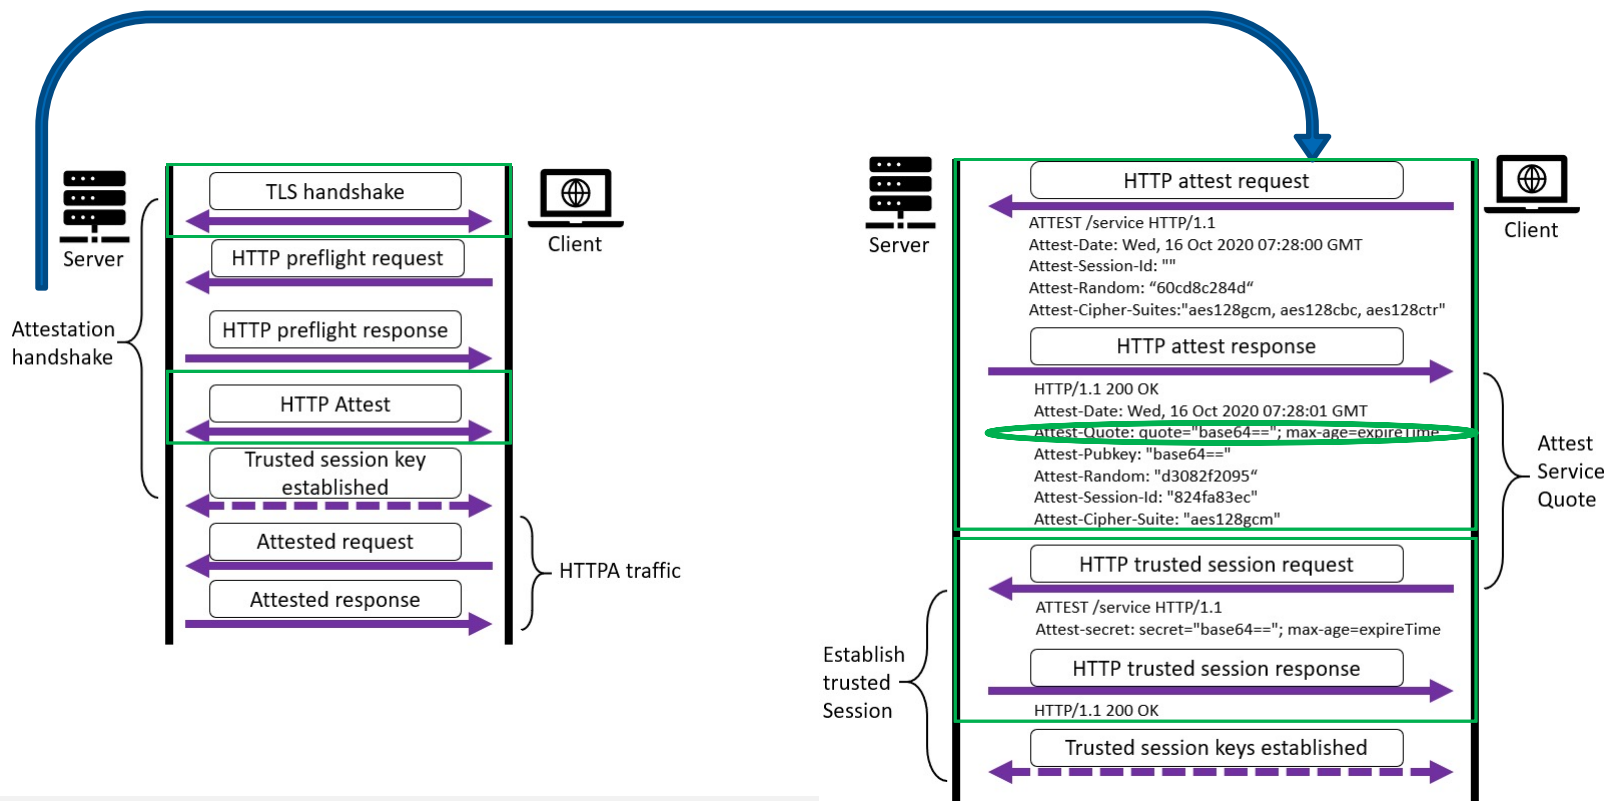 TLS handshake
Server
Client
HTTP preflight request
Attestation
handshake
HTTP preflight response
HTTP Attest
Trusted session key
established
Attested request
HTTPA traffic
Attested response
HTTP attest request
Server
Client
ATTEST /service HTTP/1.1
Attest-Date: Wed, 16 Oct 2020 07:28:00 GMT
Attest-Session-Id: ""
Attest-Random: “60cd8c284d“
Attest-Cipher-Suites:"aes128gcm, aes128cbc, aes128ctr"
HTTP attest response
HTTP/1.1 200 OK
Attest-Date: Wed, 16 Oct 2020 07:28:01 GMT
Attest-Quote: quote="base64=="; max-age=expireTime
Attest-Pubkey: "base64=="
Attest-Random: "d3082f2095“
Attest-Session-Id: "824fa83ec"
Attest-Cipher-Suite: "aes128gcm"
Attest
Service
Quote
HTTP trusted session request
ATTEST /service HTTP/1.1
Attest-secret: secret="base64=="; max-age=expireTime
Establish
trusted
Session
HTTP trusted session response
HTTP/1.1 200 OK
Trusted session keys established